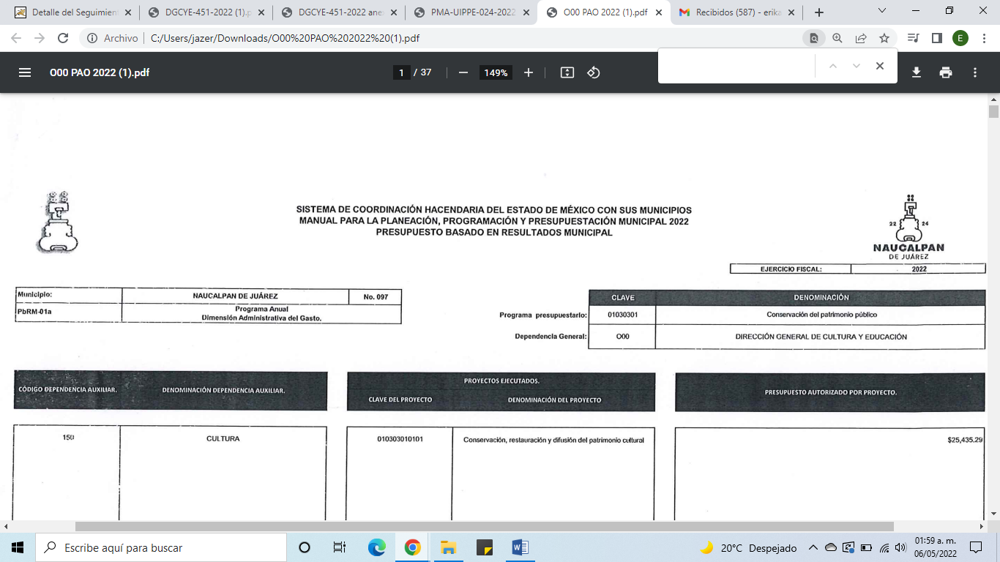 Detalle del Seguimien
DGCYE-451-2022 (1).p
DGCYE-451-2022 ane
PMA-UIPPE-024-2022
O00 PAO 2022 (1).pdf
Recibidos (587) - erika
Archivo
C:/Users/jazer/Downloads/O00%20PAO%202022%20(1).pdf
E
O00 PAO 2022 (1).pdf
1 / 37
149%
SISTEMA DE COORDINACIÓN HACENDARIA DEL ESTADO DE MÉXICO CON SUS MUNICIPIOS
MANUAL PARA LA PLANEACIÓN, PROGRAMACIÓN Y PRESUPUESTACIÓN MUNICIPAL 2022
PRESUPUESTO BASADO EN RESULTADOS MUNICIPAL
22 24
NAUCALPAN
DE JUÁREZ
EJERCICIO FISCAL: 2022
Municipio: NAUCALPAN DE JUÁREZ No. 097
PbRM-01a Programa Anual
Dimensión Administrativa del Gasto.
CLAVE DENOMINACIÓN
Programa presupuestario: 01030301 Conservación del patrimonio público
Dependencia General: O00 DIRECCIÓN GENERAL DE CULTURA Y EDUCACIÓN
CÓDIGO DEPENDENCIA AUXILIAR. DENOMINACIÓN DEPENDENCIA AUXILIAR.
PROYECTOS EJECUTADOS.
CLAVE DEL PROYECTO DENOMINACIÓN DEL PROYECTO
PRESUPUESTO AUTORIZADO POR PROYECTO.
150 CULTURA 010303010101 Conservación, restauración y difusión del patrimonio cultural $25,435.29
Escribe aquí para buscar
20°C Despejado
01:59 a. m.
06/05/2022